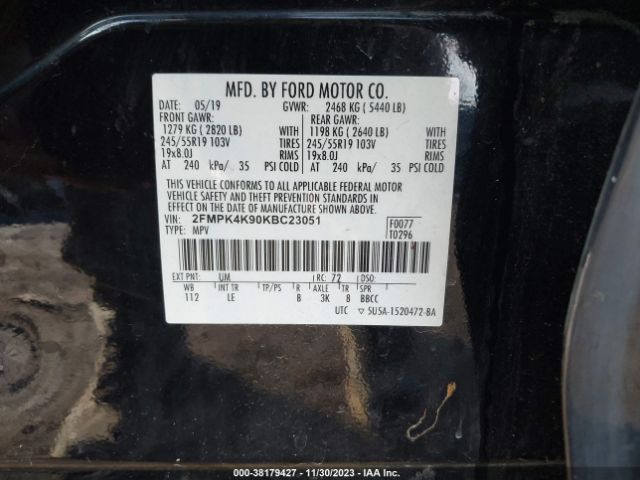 MFD. BY FORD MOTOR CO.
DATE: 05/19 GVWR: 2468 KG ( 5440 LB)
FRONT GAWR: REAR GAWR:
1279 KG ( 2820 LB) WITH 1198 KG ( 2640 LB) WITH
245/55R19 103V TIRES 245/55R19 103V TIRES
19x8.0J RIMS 19x8.0J RIMS
AT 240 kPa/ 35 PSI COLD AT 240 kPa/ 35 PSI COLD
THIS VEHICLE CONFORMS TO ALL APPLICABLE FEDERAL MOTOR
VEHICLE SAFETY AND THEFT PREVENTION STANDARDS IN
EFFECT ON THE DATE OF MANUFACTURE SHOWN ABOVE.
VIN: 2FMPK4K90KBC23051 F0077
TYPE: MPV T0296
EXT PNT: UM RC: 72 DSO:
WB INT TR TP/PS R AXLE TR SPR
112 LE B 3K B BBCC
UTC ▽ 5U5A-1520472-BA
000-38179427 - 11/30/2023 - IAA Inc.